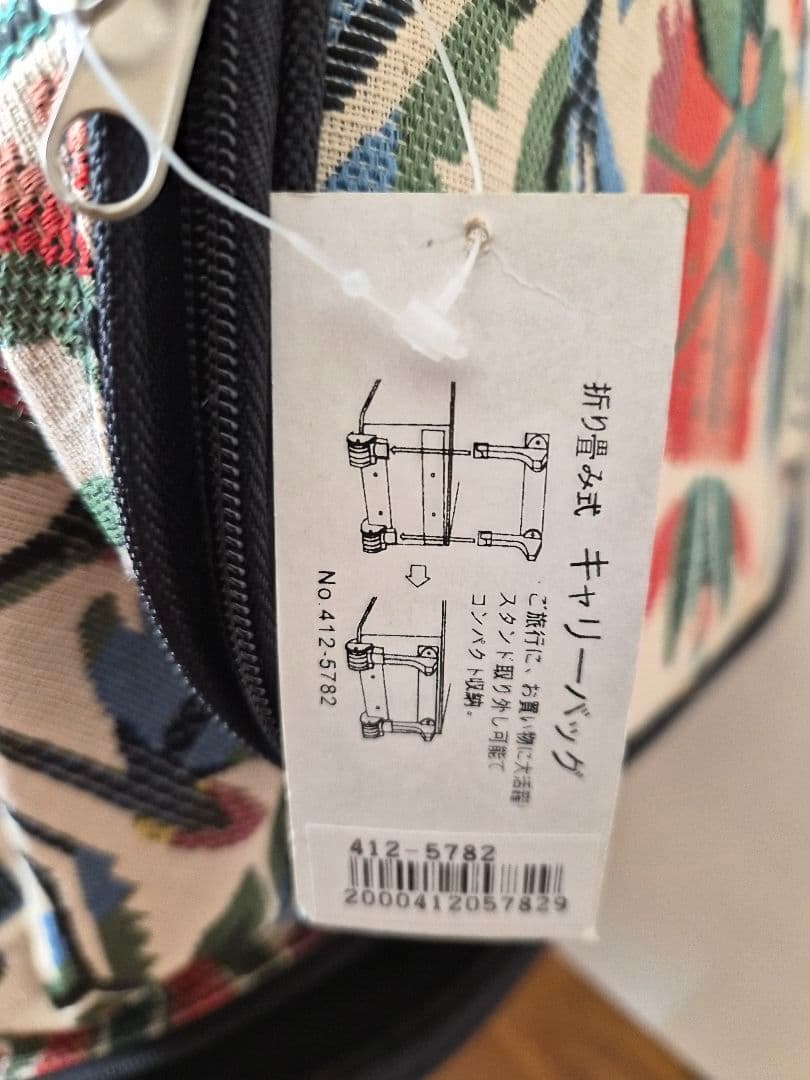 折り畳み式 キャリーバッグ
ご旅行に、お買い物に大活躍
スタンド取り外し可能で
コンパクト収納。
No.412-5782
412-5782
2000412057829